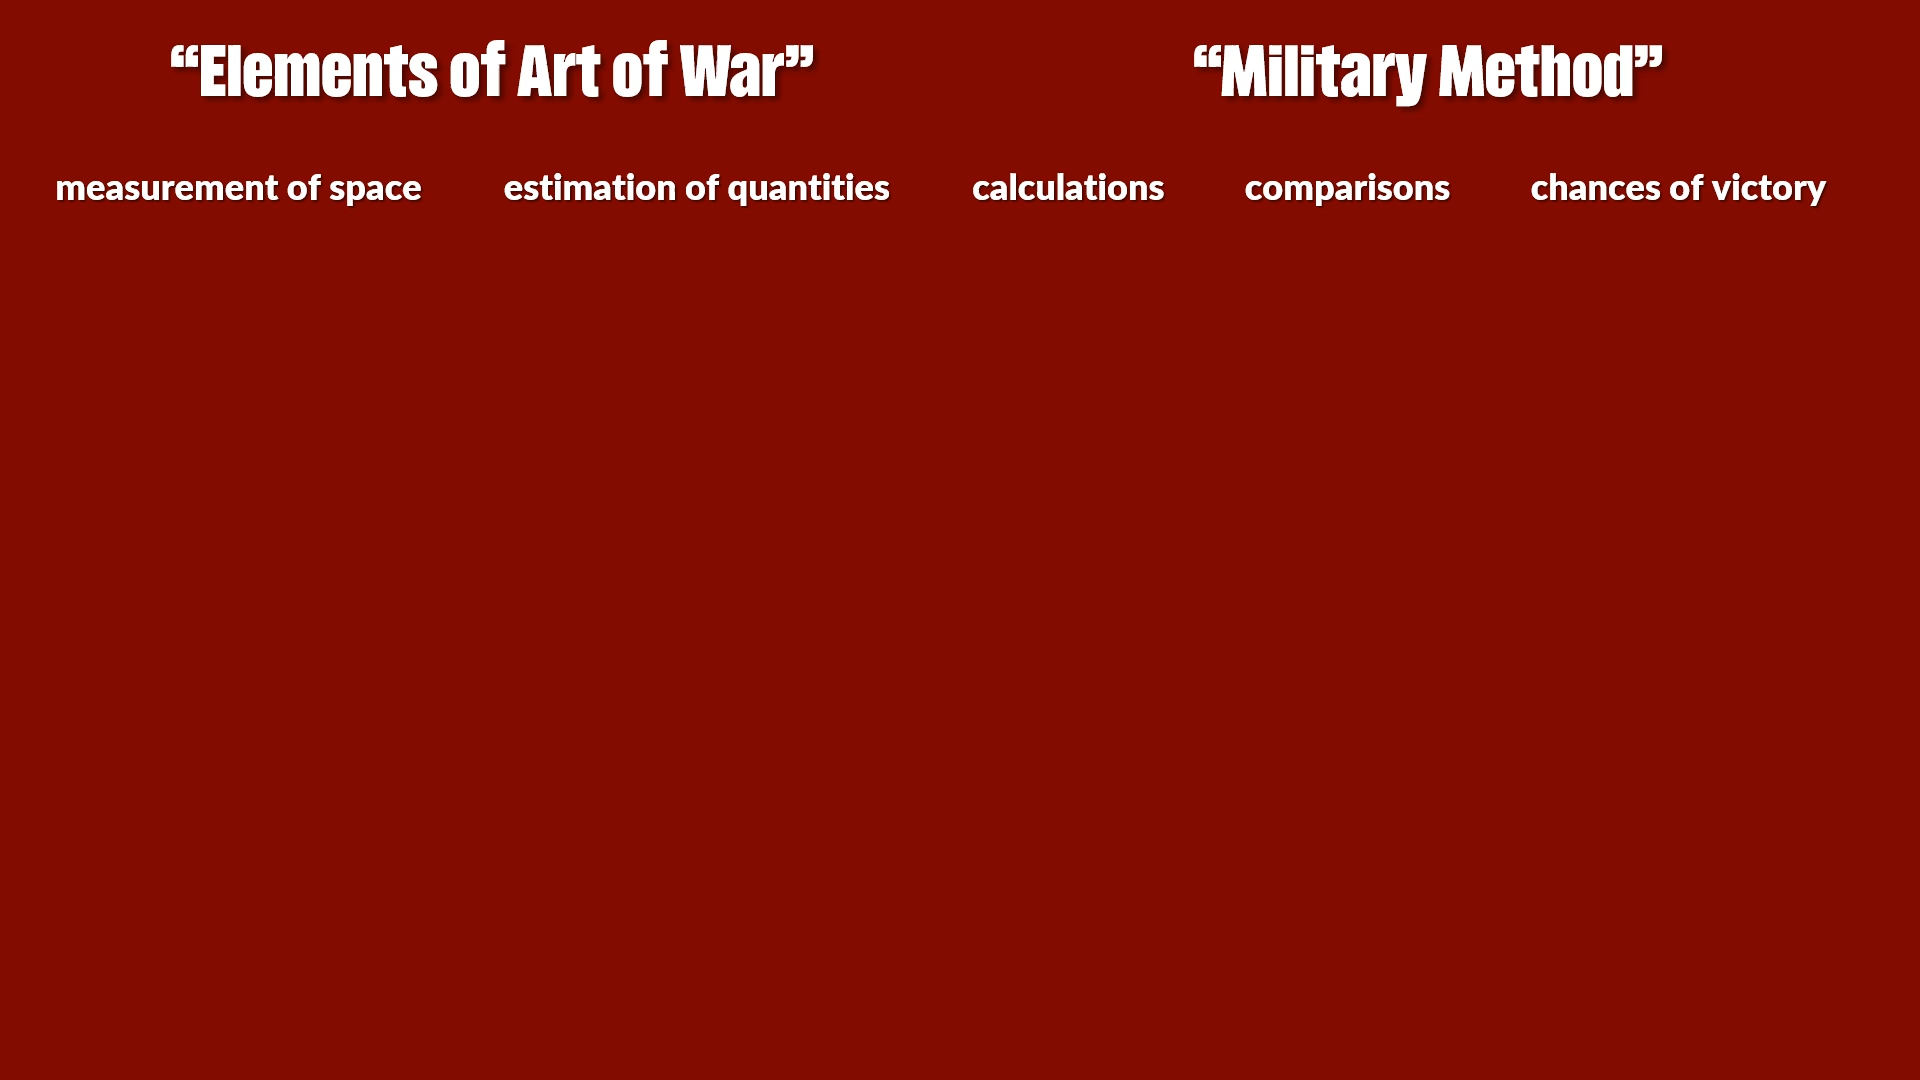 “Elements of Art of War” “Military Method”
measurement of space estimation of quantities calculations comparisons chances of victory